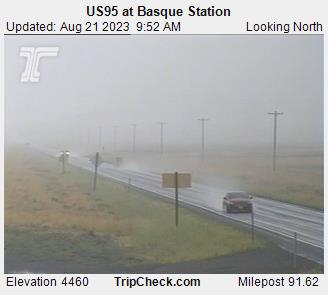 US95 at Basque Station
Updated: Aug 21 2023 9:52 AM Looking North
Elevation 4460 TripCheck.com Milepost 91.62